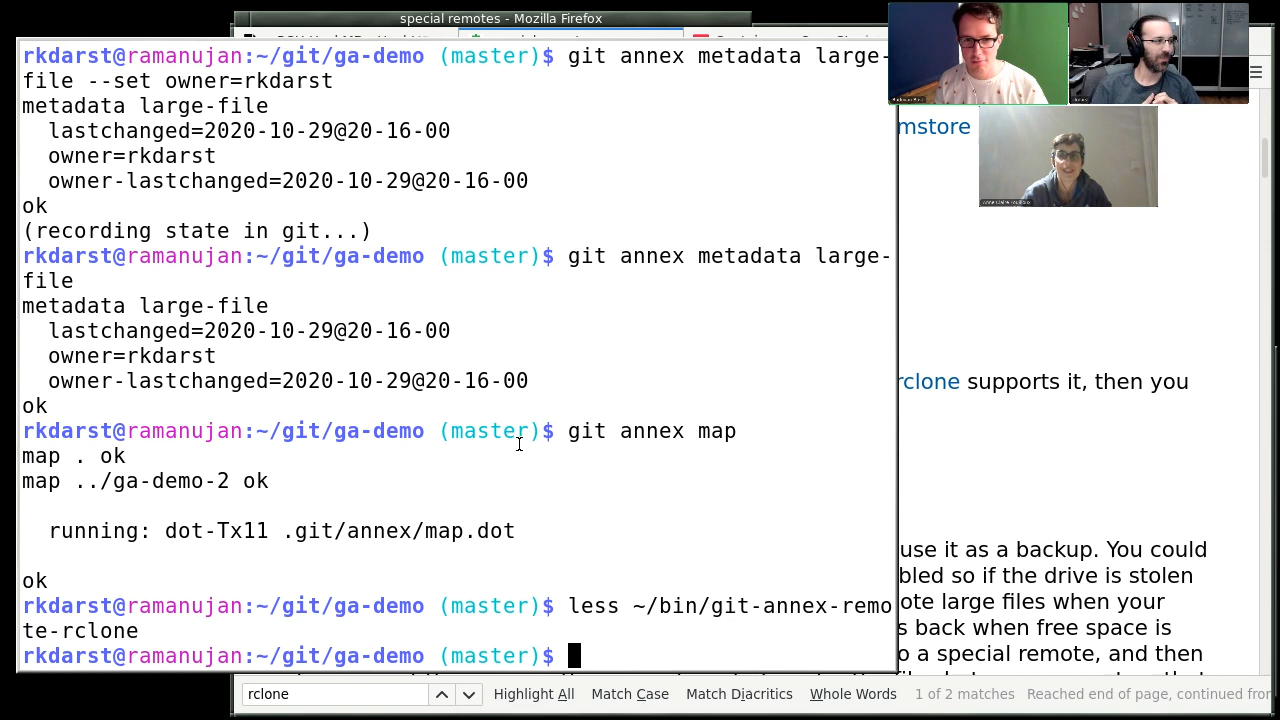 special remotes - Mozilla Firefox
rkdarst@ramanujan:~/git/ga-demo (master)$ git annex metadata large-
file --set owner=rkdarst
metadata large-file
  lastchanged=2020-10-29@20-16-00
  owner=rkdarst
  owner-lastchanged=2020-10-29@20-16-00
ok
(recording state in git...)
rkdarst@ramanujan:~/git/ga-demo (master)$ git annex metadata large-
file
metadata large-file
  lastchanged=2020-10-29@20-16-00
  owner=rkdarst
  owner-lastchanged=2020-10-29@20-16-00
ok
rkdarst@ramanujan:~/git/ga-demo (master)$ git annex map
map . ok
map ../ga-demo-2 ok
  running: dot-Tx11 .git/annex/map.dot
ok
rkdarst@ramanujan:~/git/ga-demo (master)$ less ~/bin/git-annex-remo
te-rclone
rkdarst@ramanujan:~/git/ga-demo (master)$
mstore
rclone supports it, then you
use it as a backup. You could
bled so if the drive is stolen
ote large files when your
s back when free space is
o a special remote, and then
rclone Highlight All Match Case Match Diacritics Whole Words 1 of 2 matches Reached end of page, continued fror